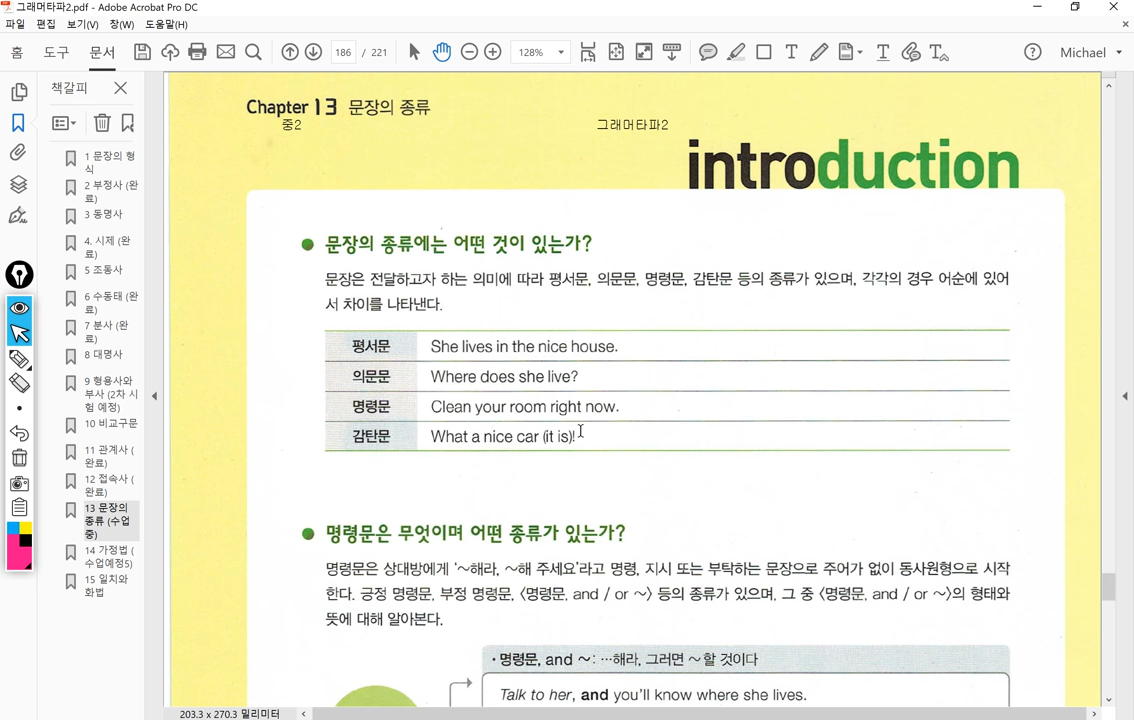 그래머타파2.pdf - Adobe Acrobat Pro DC
파일 편집 보기(V) 창(W) 도움말(H)
홈 도구 문서 186 / 221 128% Michael
책갈피
1 문장의 형
식
2 부정사 (완
료)
3 동명사
4. 시제 (완
료)
5 조동사
6 수동태 (완
료)
7 분사 (완
료)
8 대명사
9 형용사와
부사 (2차 시
험 예정)
10 비교구문
11 관계사 (
완료)
12 접속사 (
완료)
13 문장의
종류 (수업
중)
14 가정법 (
수업예정5)
15 일치와
화법
Chapter 13 문장의 종류
중2 그래머타파2
introduction
문장의 종류에는 어떤 것이 있는가?
문장은 전달하고자 하는 의미에 따라 평서문, 의문문, 명령문, 감탄문 등의 종류가 있으며, 각각의 경우 어순에 있어
서 차이를 나타낸다.
평서문 She lives in the nice house.
의문문 Where does she live?
명령문 Clean your room right now.
감탄문 What a nice car (it is)!
명령문은 무엇이며 어떤 종류가 있는가?
명령문은 상대방에게 '~해라, ~해 주세요'라고 명령, 지시 또는 부탁하는 문장으로 주어가 없이 동사원형으로 시작
한다. 긍정 명령문, 부정 명령문, 〈명령문, and / or ~〉 등의 종류가 있으며, 그 중 〈명령문, and / or ~〉의 형태와
뜻에 대해 알아본다.
· 명령문, and ~: …해라, 그러면 ~할 것이다
Talk to her, and you'll know where she lives.
203.3 x 270.3 밀리미터